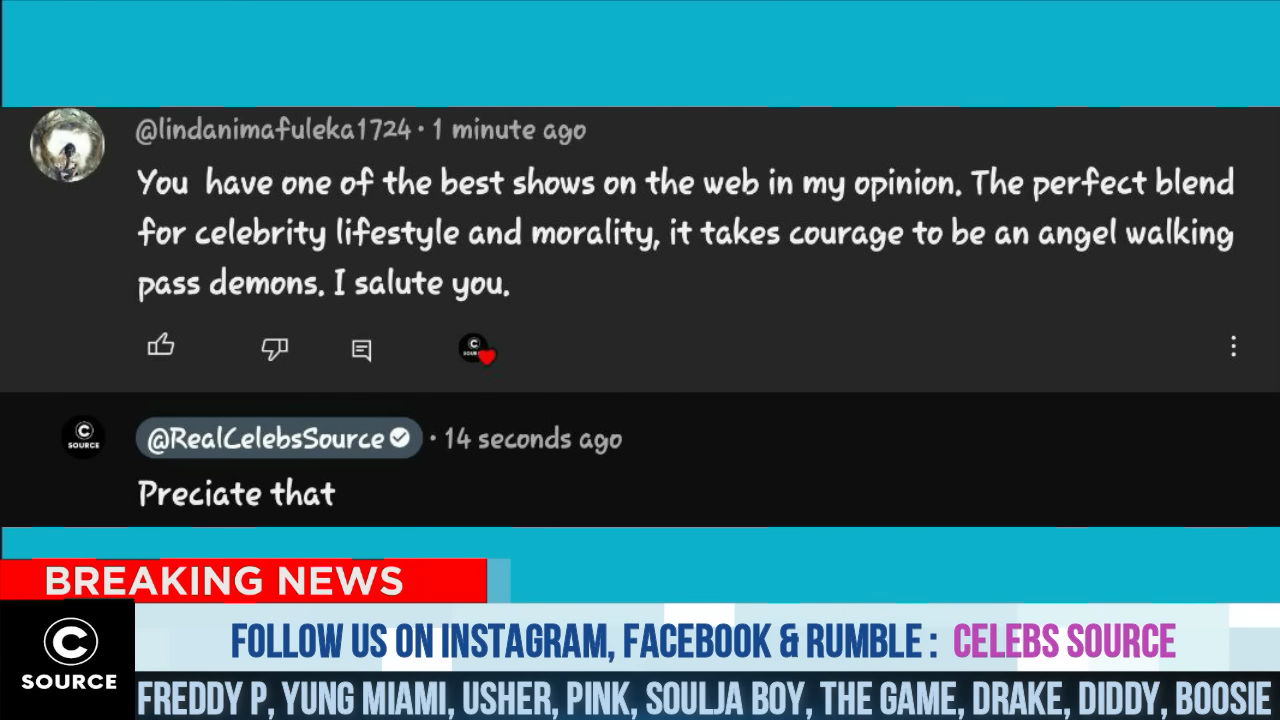 @lindanimafuleka1724 · 1 minute ago
You have one of the best shows on the web in my opinion. The perfect blend
for celebrity lifestyle and morality, it takes courage to be an angel walking
pass demons. I salute you.
C
SOURCE
@RealCelebsSource · 14 seconds ago
Preciate that
BREAKING NEWS
C
SOURCE
FOLLOW US ON INSTAGRAM, FACEBOOK & RUMBLE : CELEBS SOURCE
FREDDY P, YUNG MIAMI, USHER, PINK, SOULJA BOY, THE GAME, DRAKE, DIDDY, BOOSIE